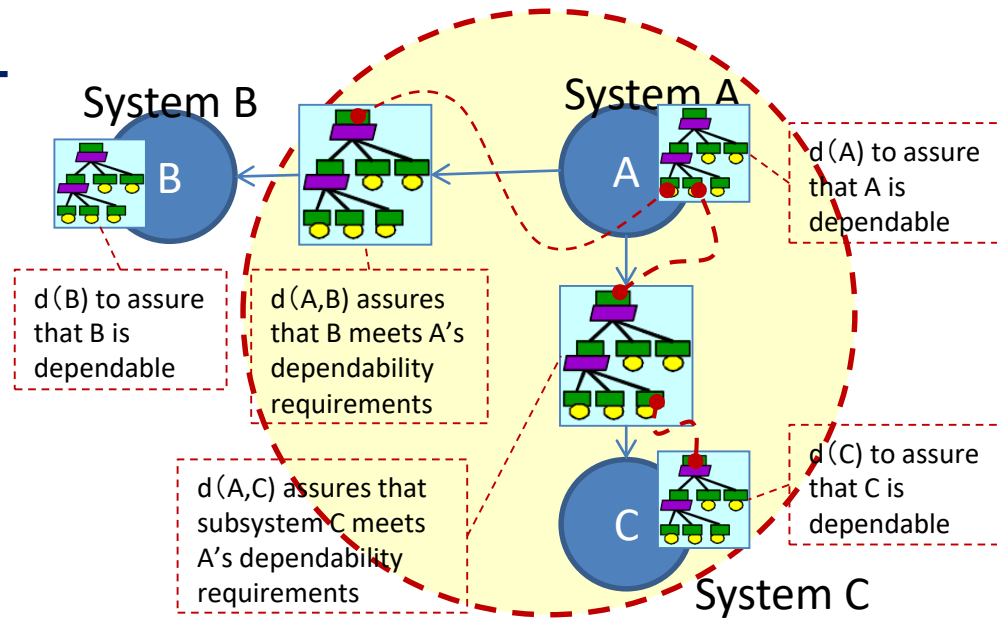 System B
System A
B
A
d(A) to assure
that A is
dependable
d(B) to assure
that B is
dependable
d(A,B) assures
that B meets A’s
dependability
requirements
d(A,C) assures that
subsystem C meets
A’s dependability
requirements
C
d(C) to assure
that C is
dependable
System C